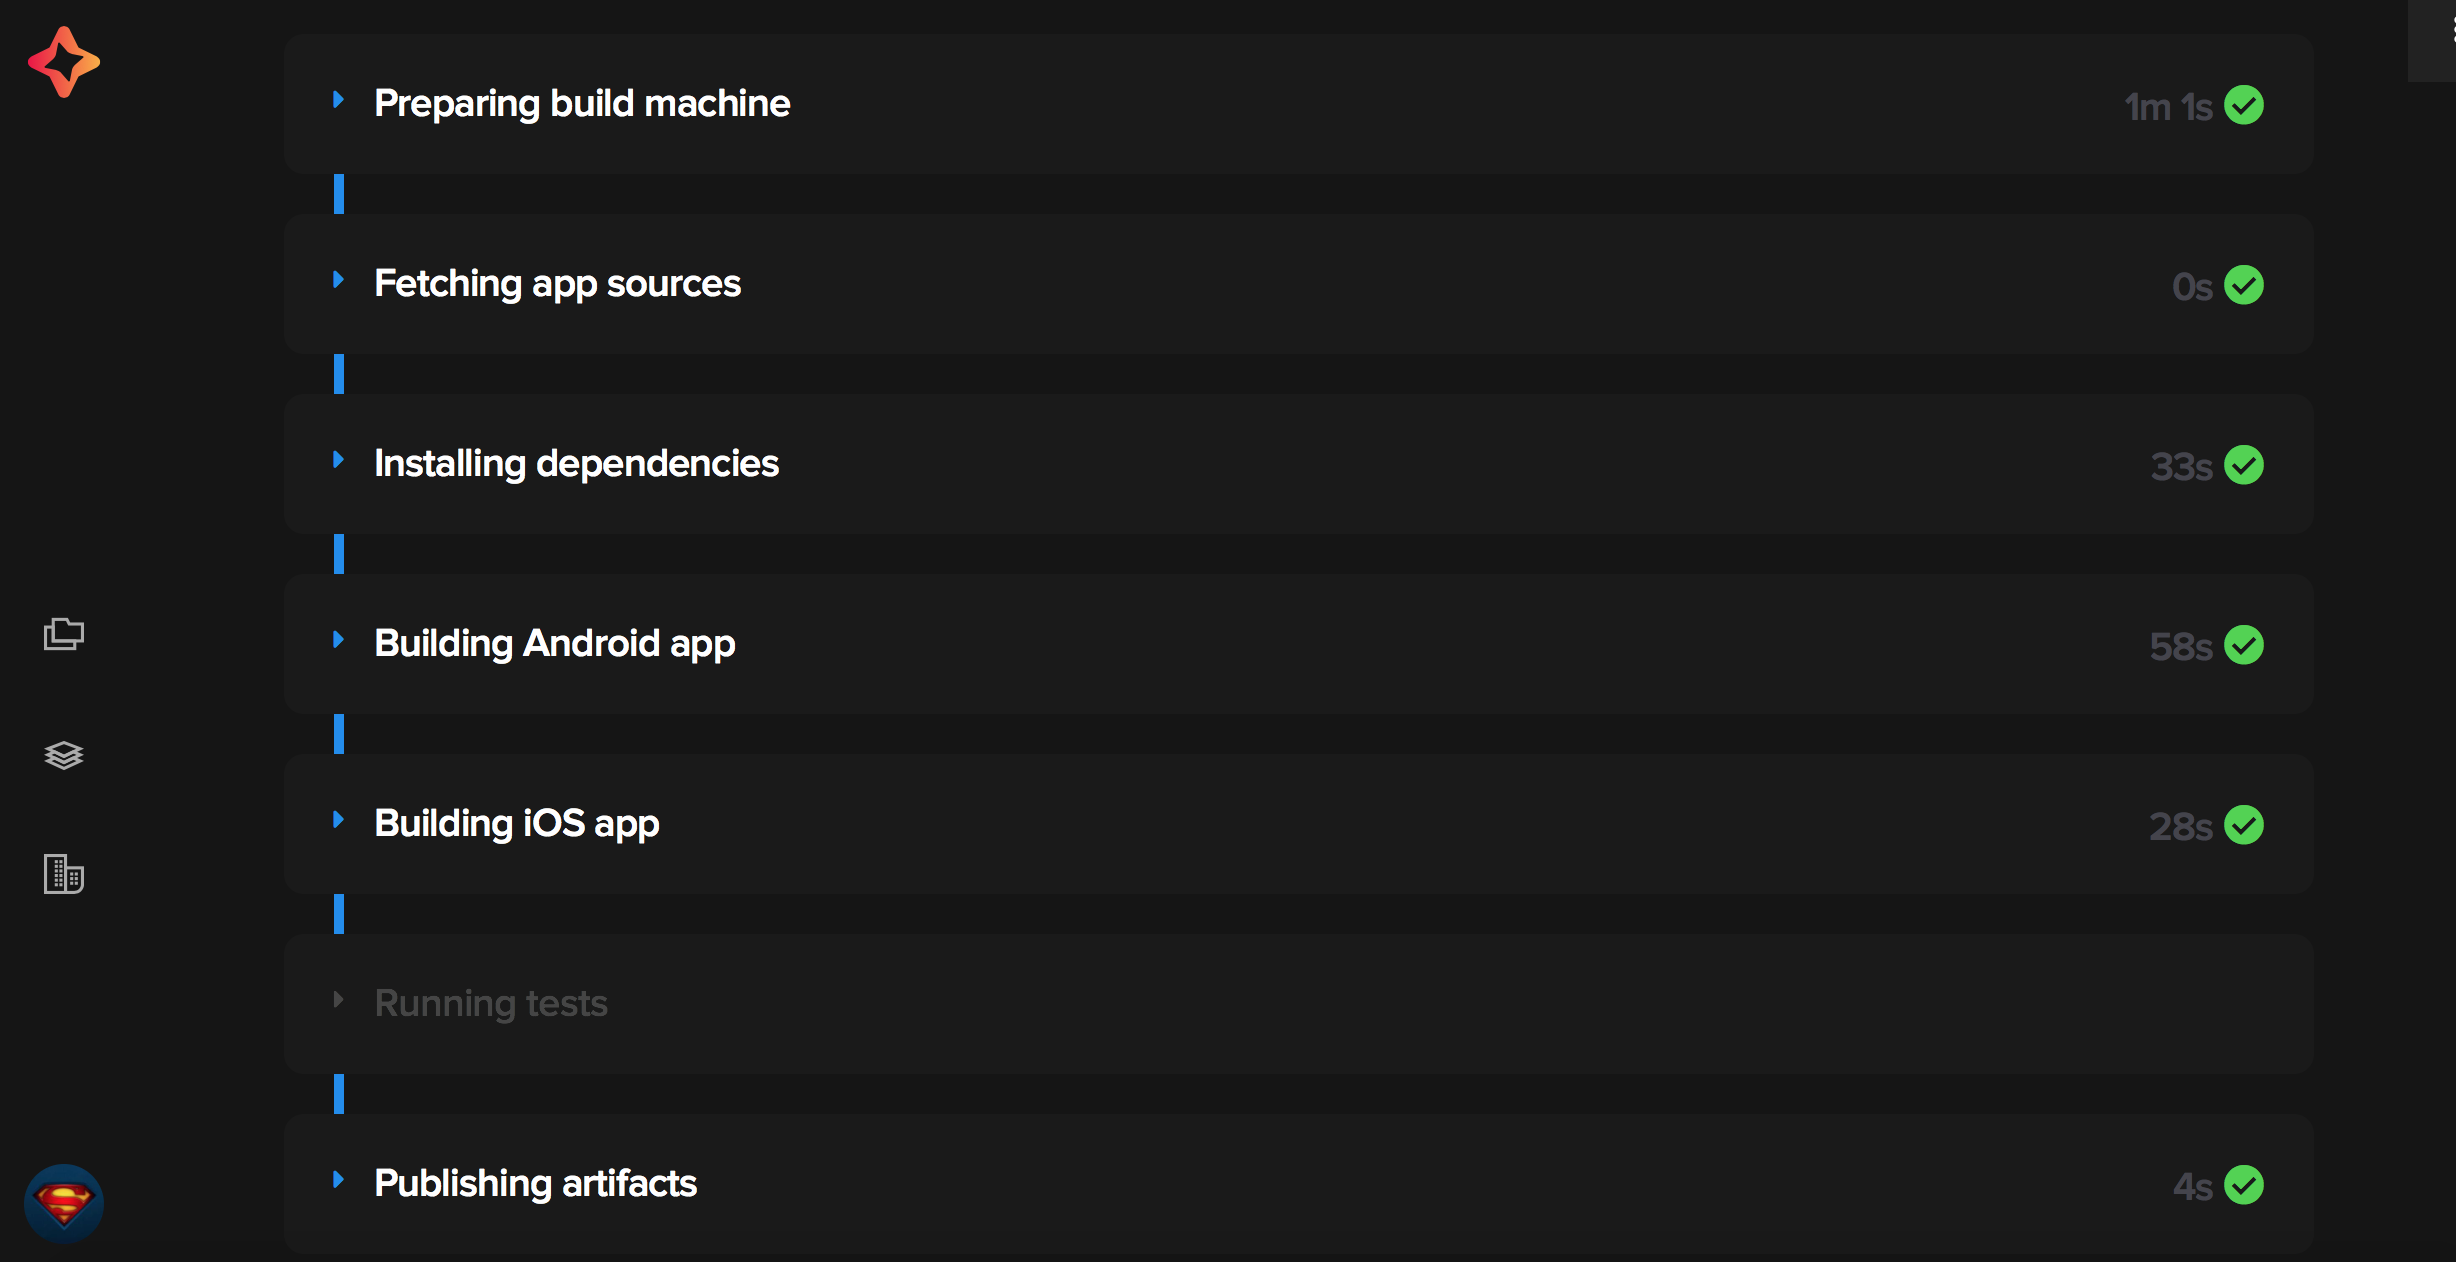 Preparing build machine 1m 1s
Fetching app sources 0s
Installing dependencies 33s
Building Android app 58s
Building iOS app 28s
Running tests
Publishing artifacts 4s